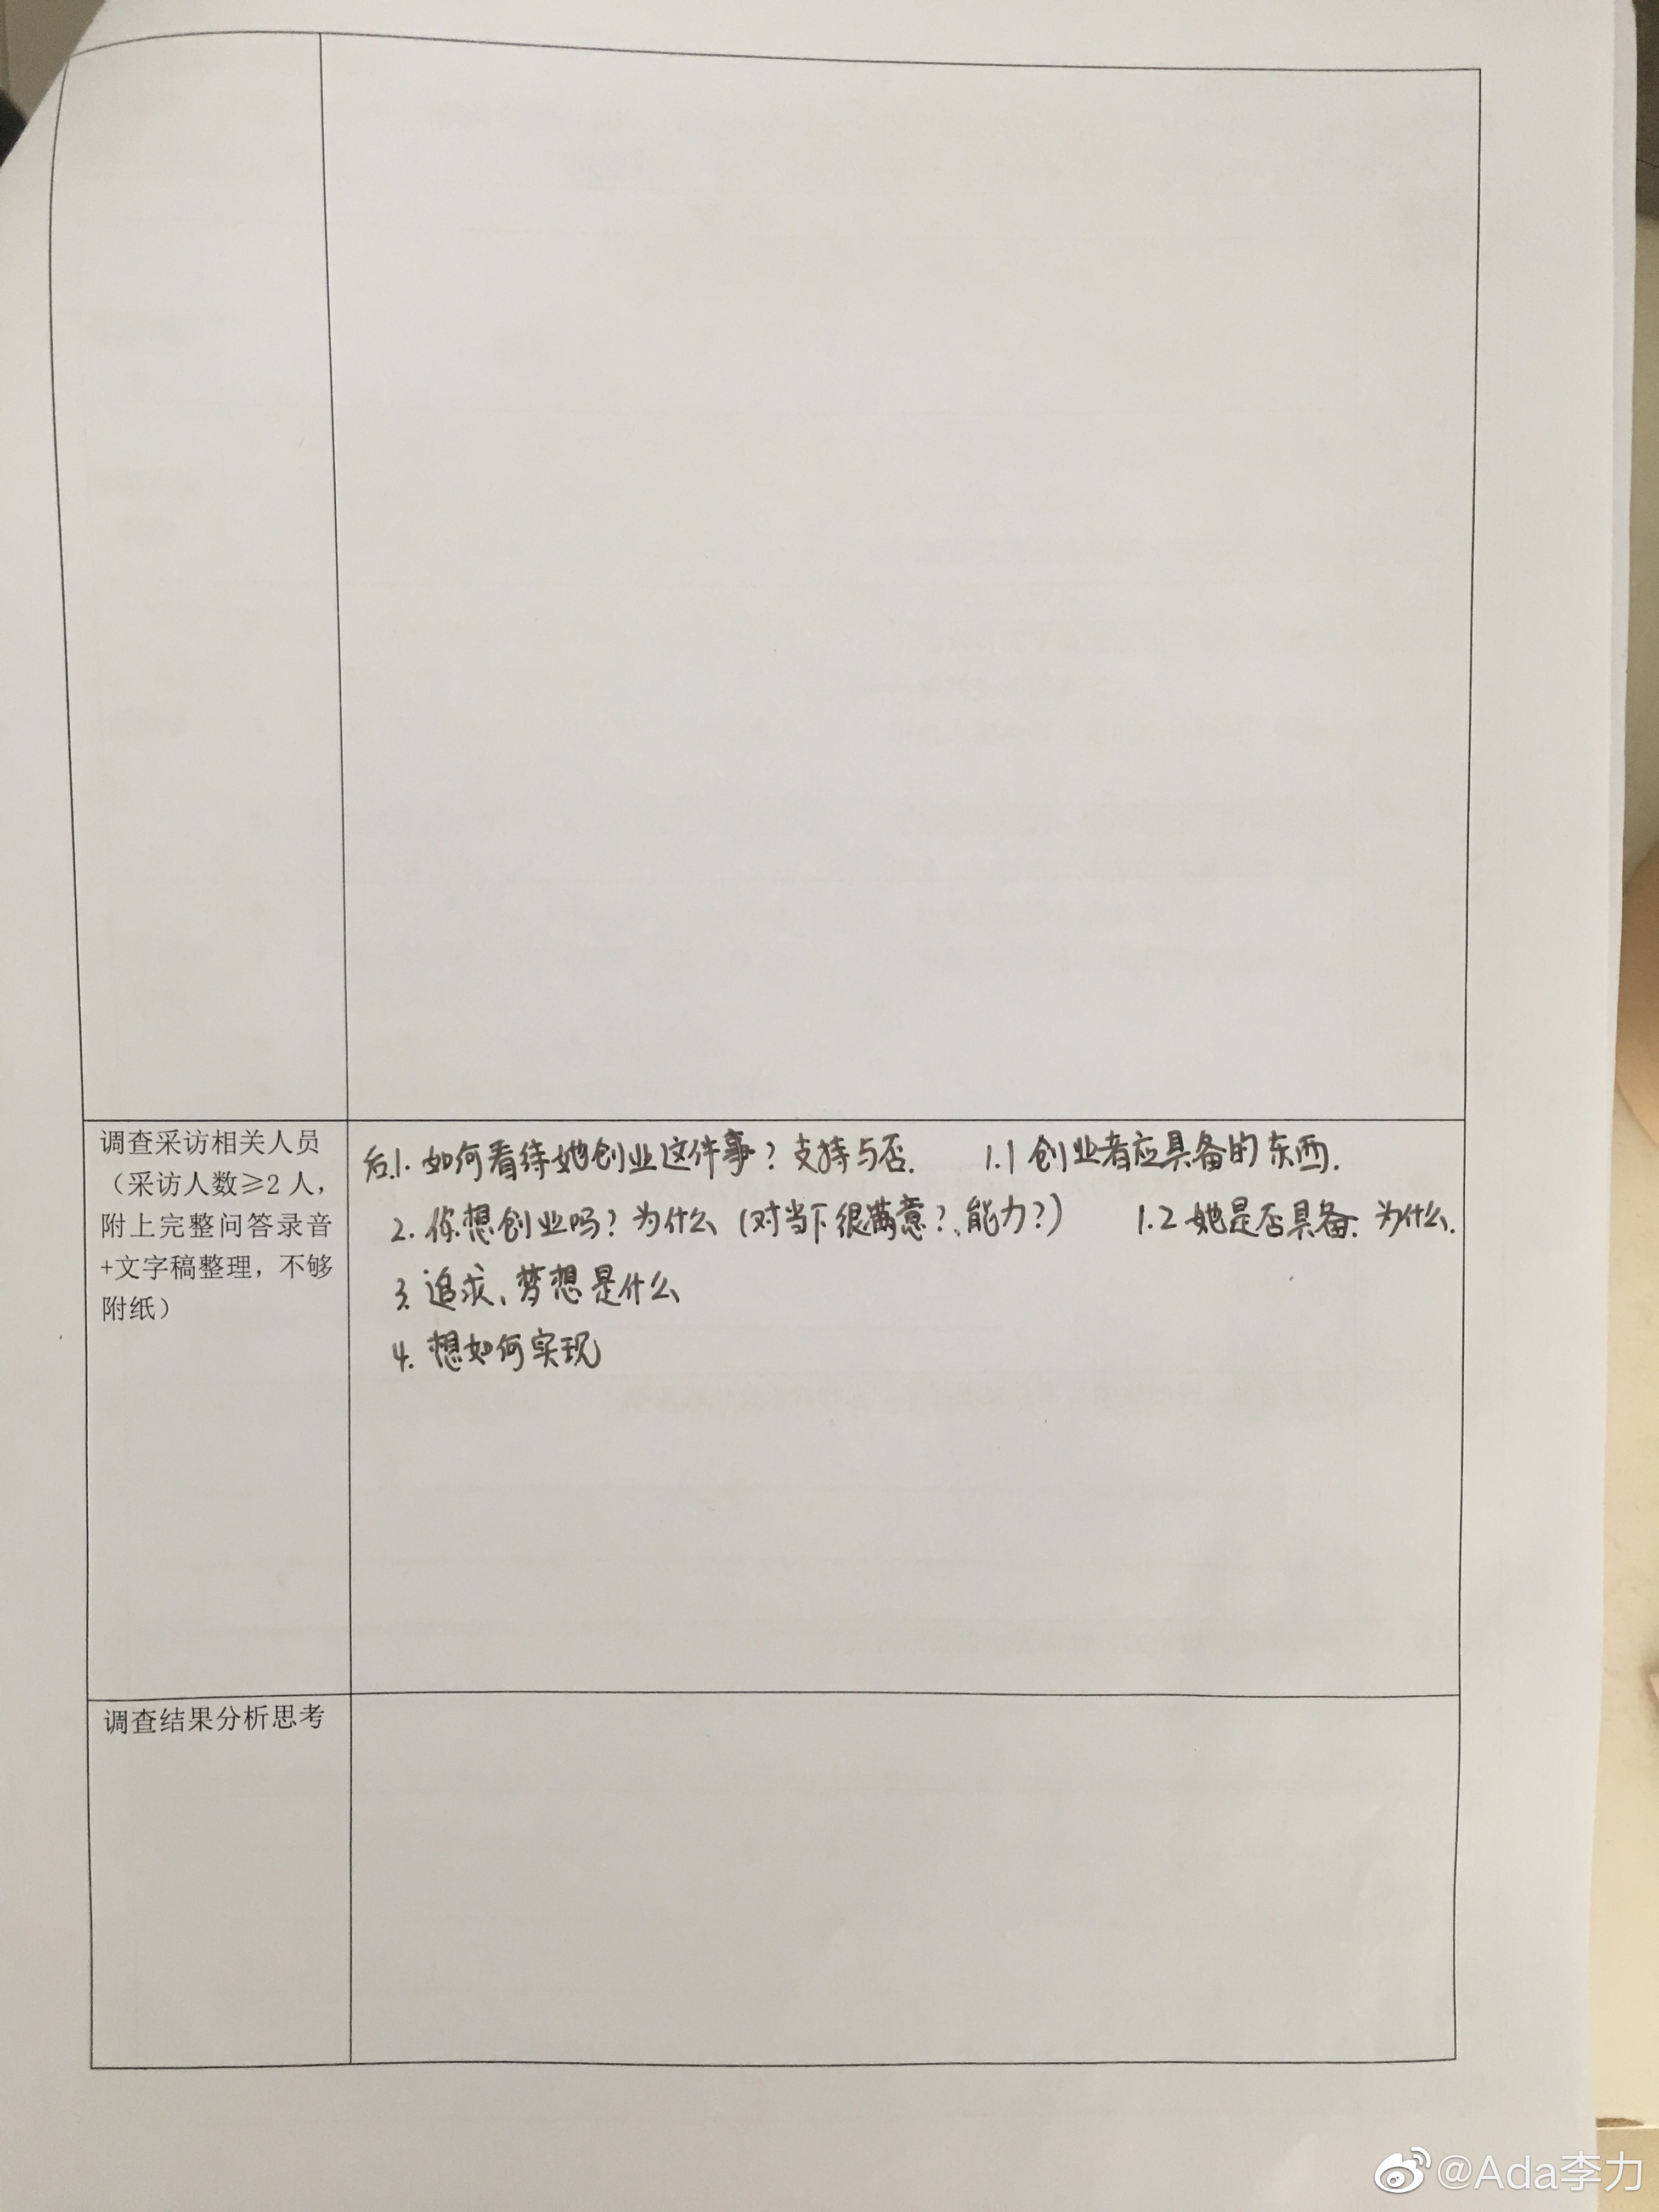 调查采访相关人员
（采访人数≥2人，
附上完整问答录音
+文字稿整理，不够
附纸）
后1. 如何看待她创业这件事？支持与否. 1.1 创业者应具备的东西.
2. 你想创业吗？为什么（对当下很满意？、能力？） 1.2 她是否具备. 为什么.
3. 追求、梦想是什么
4. 想如何实现
调查结果分析思考
@Ada李力